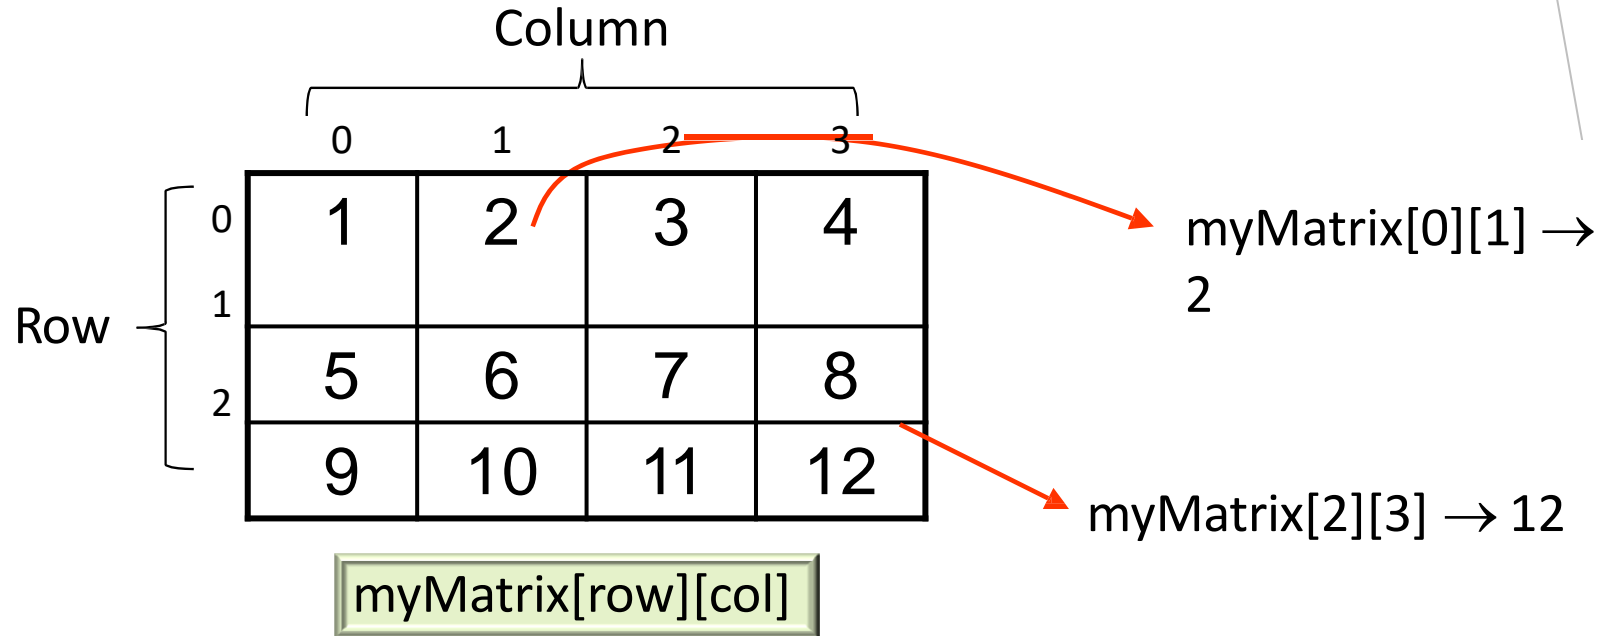 Column
0 1 2 3
0 1 2 3 4
1
Row
5 6 7 8
2
9 10 11 12
myMatrix[0][1] →
2
myMatrix[2][3] → 12
myMatrix[row][col]